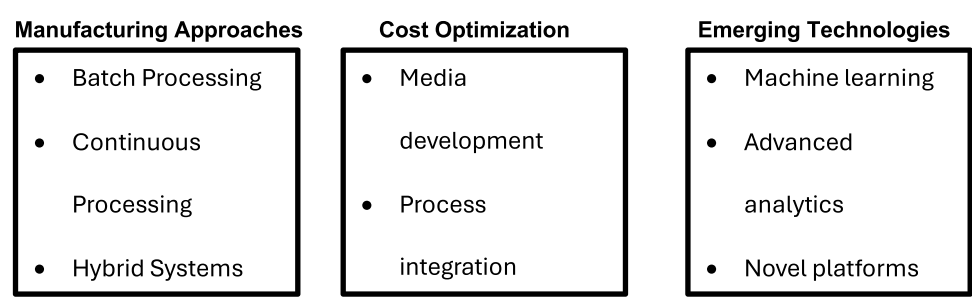 Manufacturing Approaches
• Batch Processing
• Continuous
Processing
• Hybrid Systems
Cost Optimization
• Media
development
• Process
integration
Emerging Technologies
• Machine learning
• Advanced
analytics
• Novel platforms